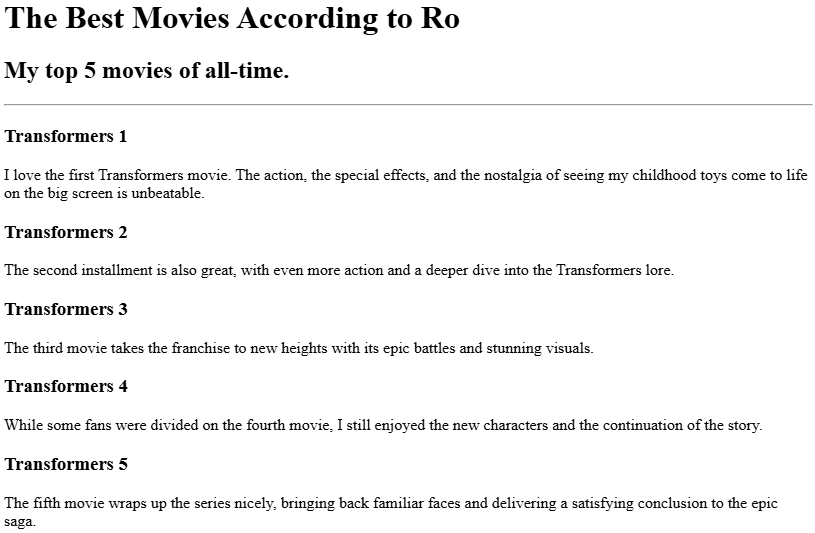 The Best Movies According to Ro
My top 5 movies of all-time.
Transformers 1
I love the first Transformers movie. The action, the special effects, and the nostalgia of seeing my childhood toys come to life
on the big screen is unbeatable.
Transformers 2
The second installment is also great, with even more action and a deeper dive into the Transformers lore.
Transformers 3
The third movie takes the franchise to new heights with its epic battles and stunning visuals.
Transformers 4
While some fans were divided on the fourth movie, I still enjoyed the new characters and the continuation of the story.
Transformers 5
The fifth movie wraps up the series nicely, bringing back familiar faces and delivering a satisfying conclusion to the epic
saga.